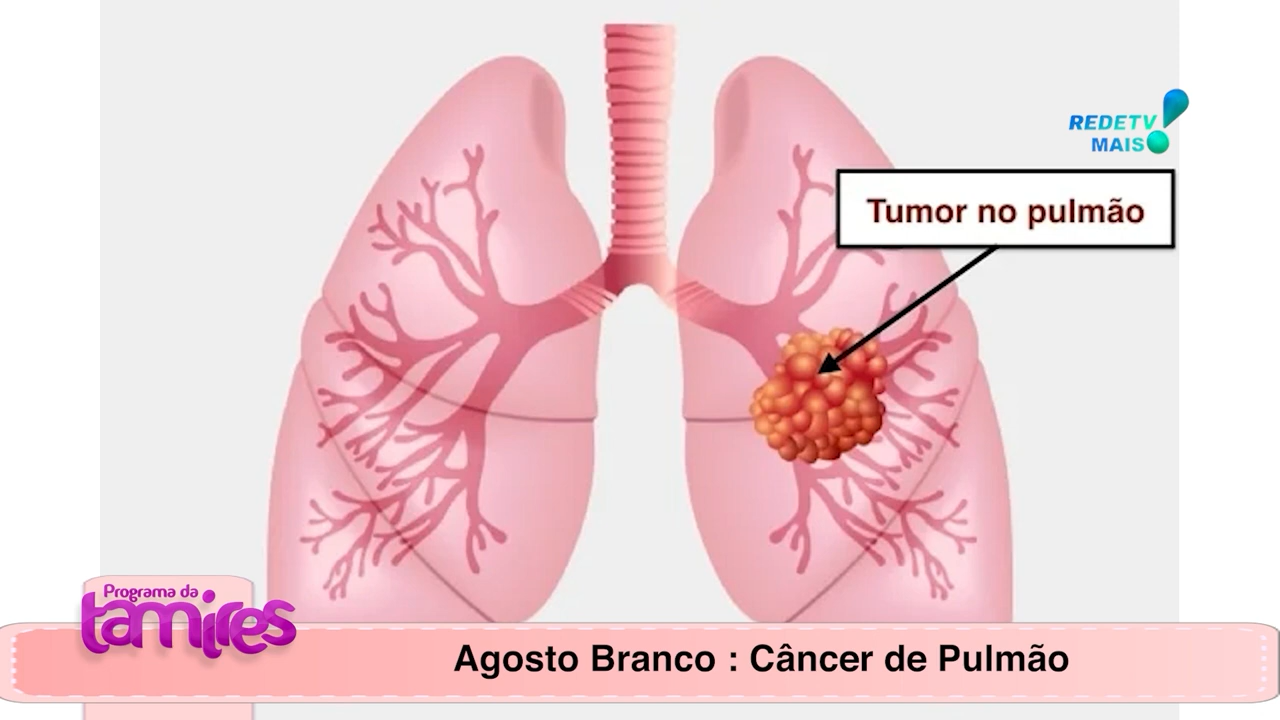 REDETV
MAIS
Tumor no pulmão
Programa da
tamires
Agosto Branco : Câncer de Pulmão